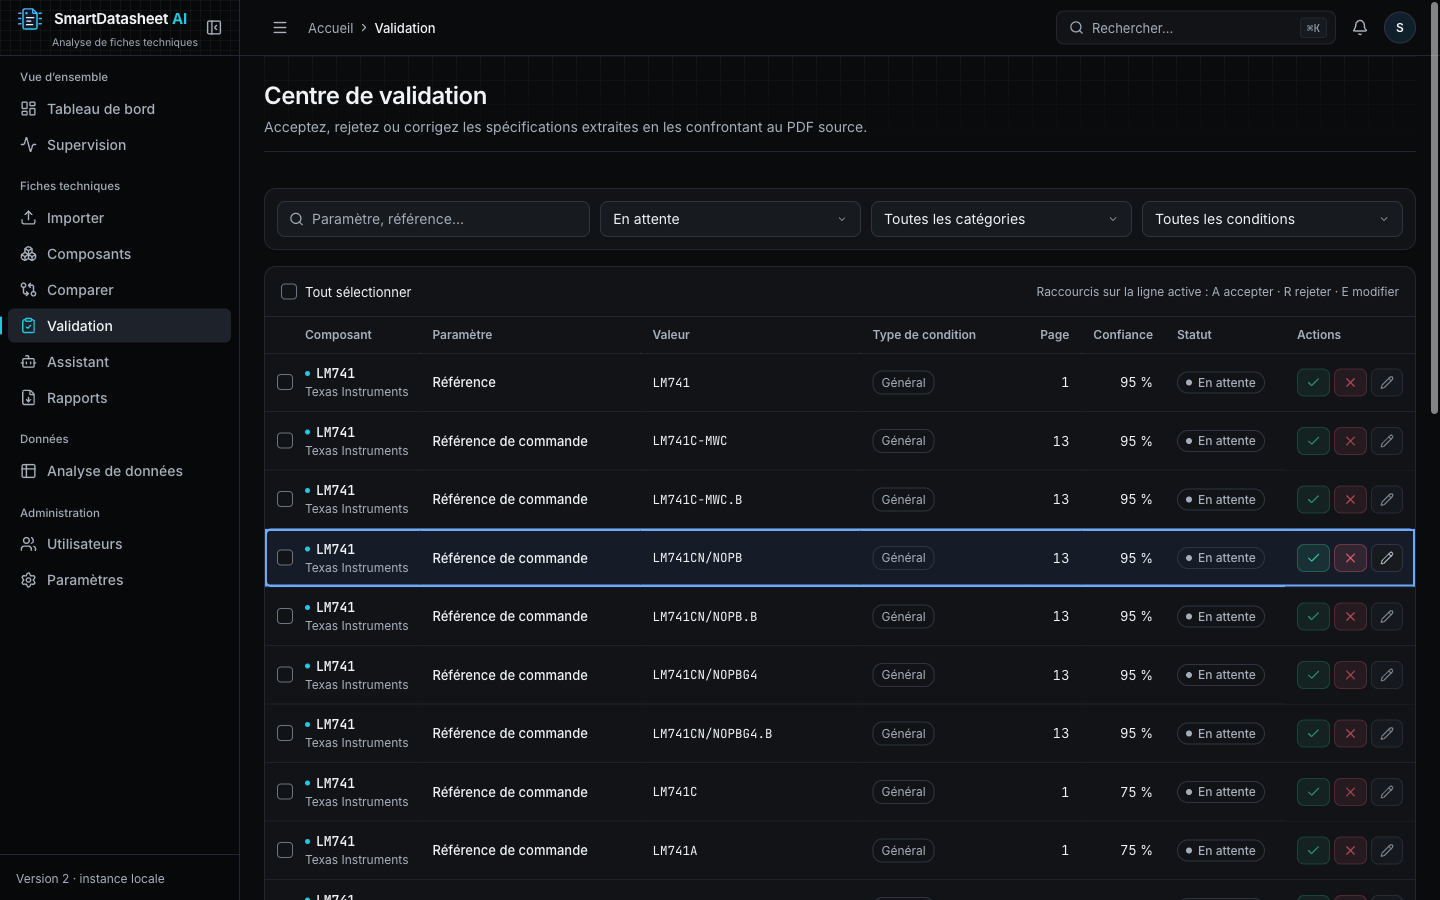 SmartDatasheet AI
Analyse de fiches techniques
Accueil › Validation
Rechercher...
⌘K
S
Vue d'ensemble
Tableau de bord
Supervision
Fiches techniques
Importer
Composants
Comparer
Validation
Assistant
Rapports
Données
Analyse de données
Administration
Utilisateurs
Paramètres
Version 2 · instance locale
Centre de validation
Acceptez, rejetez ou corrigez les spécifications extraites en les confrontant au PDF source.
Paramètre, référence...
En attente
Toutes les catégories
Toutes les conditions
Tout sélectionner
Raccourcis sur la ligne active : A accepter · R rejeter · E modifier
Composant Paramètre Valeur Type de condition Page Confiance Statut Actions
LM741 Texas Instruments Référence LM741 Général 1 95 % En attente
LM741 Texas Instruments Référence de commande LM741C-MWC Général 13 95 % En attente
LM741 Texas Instruments Référence de commande LM741C-MWC.B Général 13 95 % En attente
LM741 Texas Instruments Référence de commande LM741CN/NOPB Général 13 95 % En attente
LM741 Texas Instruments Référence de commande LM741CN/NOPB.B Général 13 95 % En attente
LM741 Texas Instruments Référence de commande LM741CN/NOPBG4 Général 13 95 % En attente
LM741 Texas Instruments Référence de commande LM741CN/NOPBG4.B Général 13 95 % En attente
LM741 Texas Instruments Référence de commande LM741C Général 1 75 % En attente
LM741 Texas Instruments Référence de commande LM741A Général 1 75 % En attente